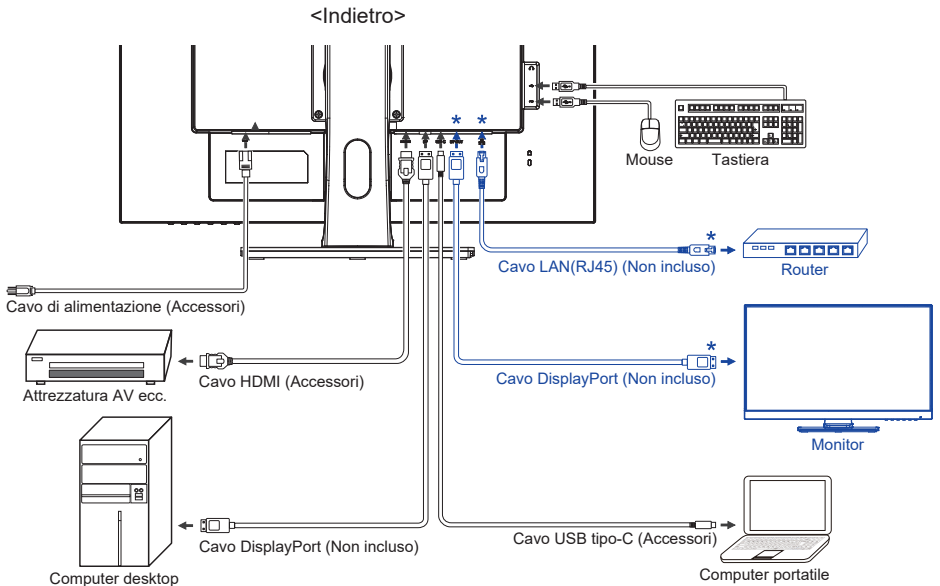 <Indietro>
* *
Mouse
Tastiera
*
Cavo LAN(RJ45) (Non incluso)
Router
Cavo di alimentazione (Accessori)
*
Cavo HDMI (Accessori)
Cavo DisplayPort (Non incluso)
Attrezzatura AV ecc.
Monitor
Cavo DisplayPort (Non incluso)
Cavo USB tipo-C (Accessori)
Computer desktop
Computer portatile